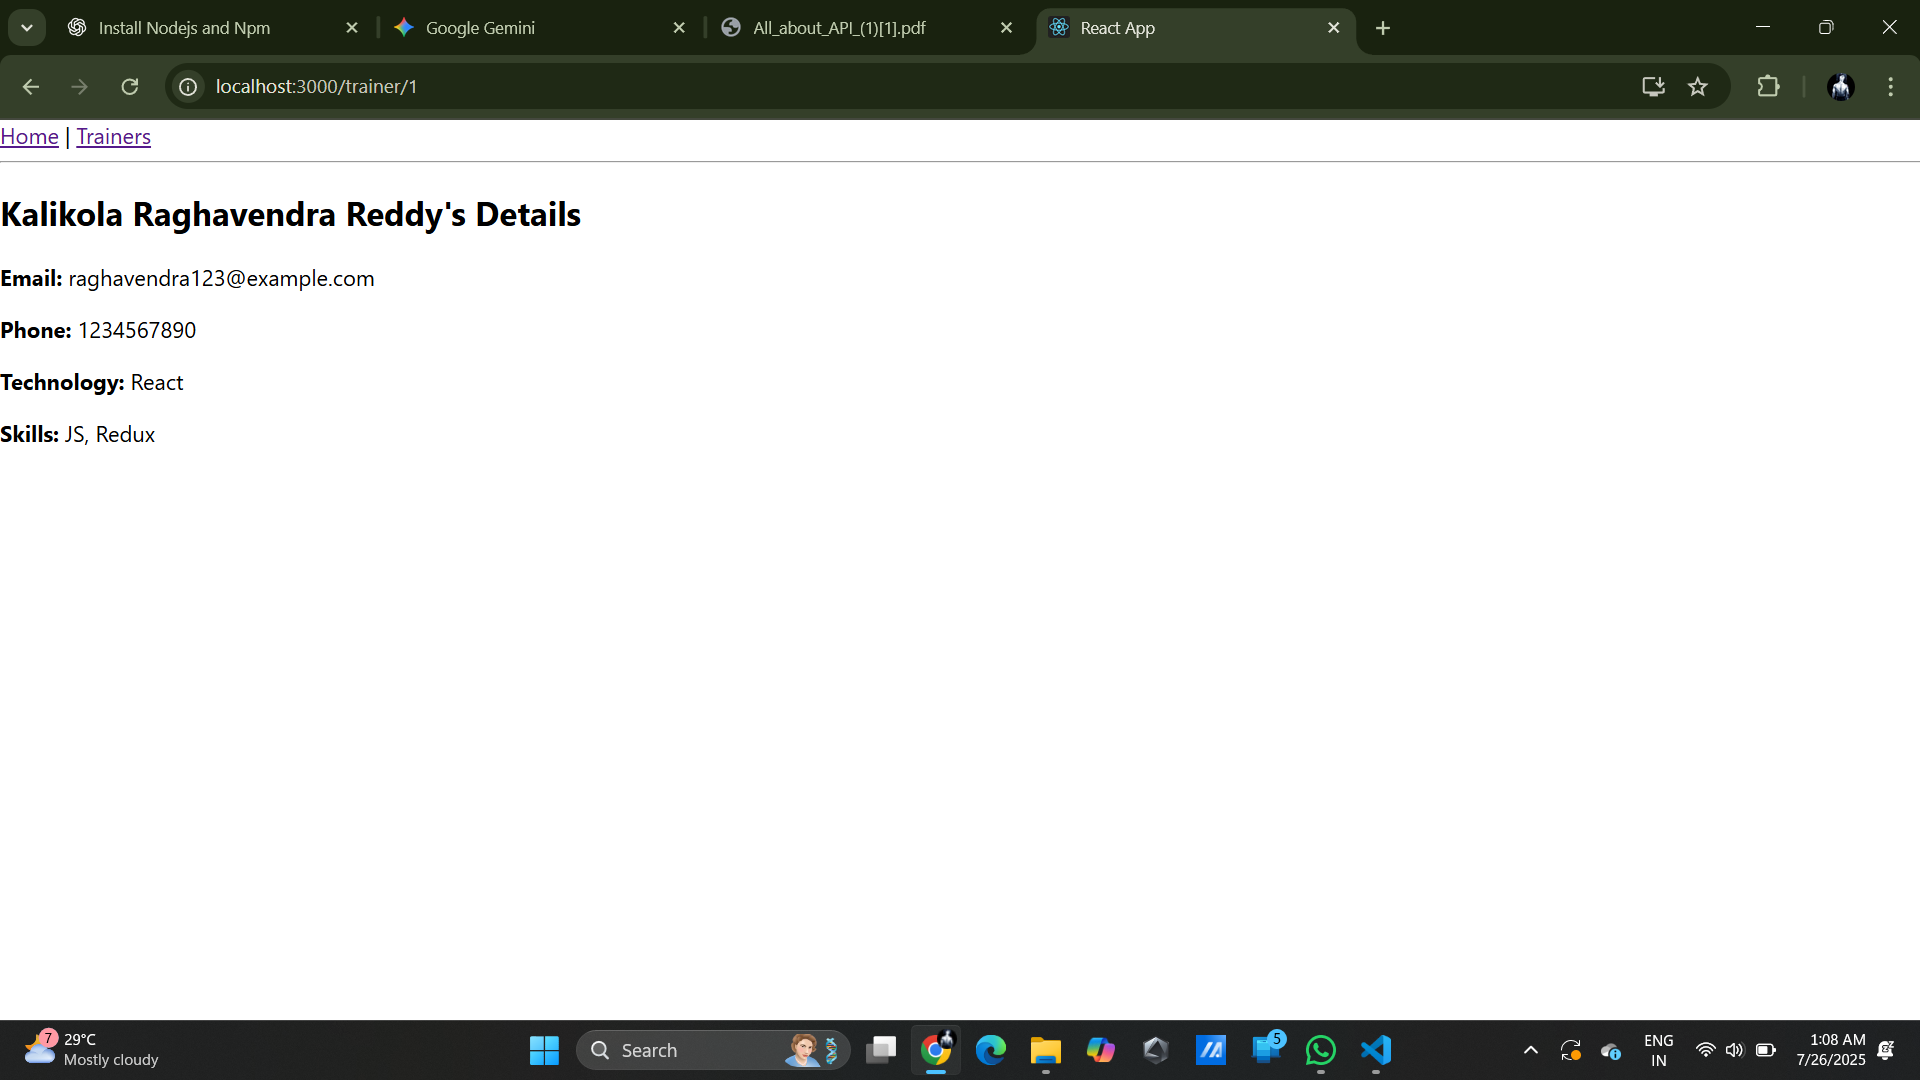 Install Nodejs and Npm
Google Gemini
All_about_API_(1)[1].pdf
React App
localhost:3000/trainer/1
Home | Trainers
Kalikola Raghavendra Reddy's Details
Email: raghavendra123@example.com
Phone: 1234567890
Technology: React
Skills: JS, Redux
7
29°C
Mostly cloudy
Search
5
ENG
IN
1:08 AM
7/26/2025